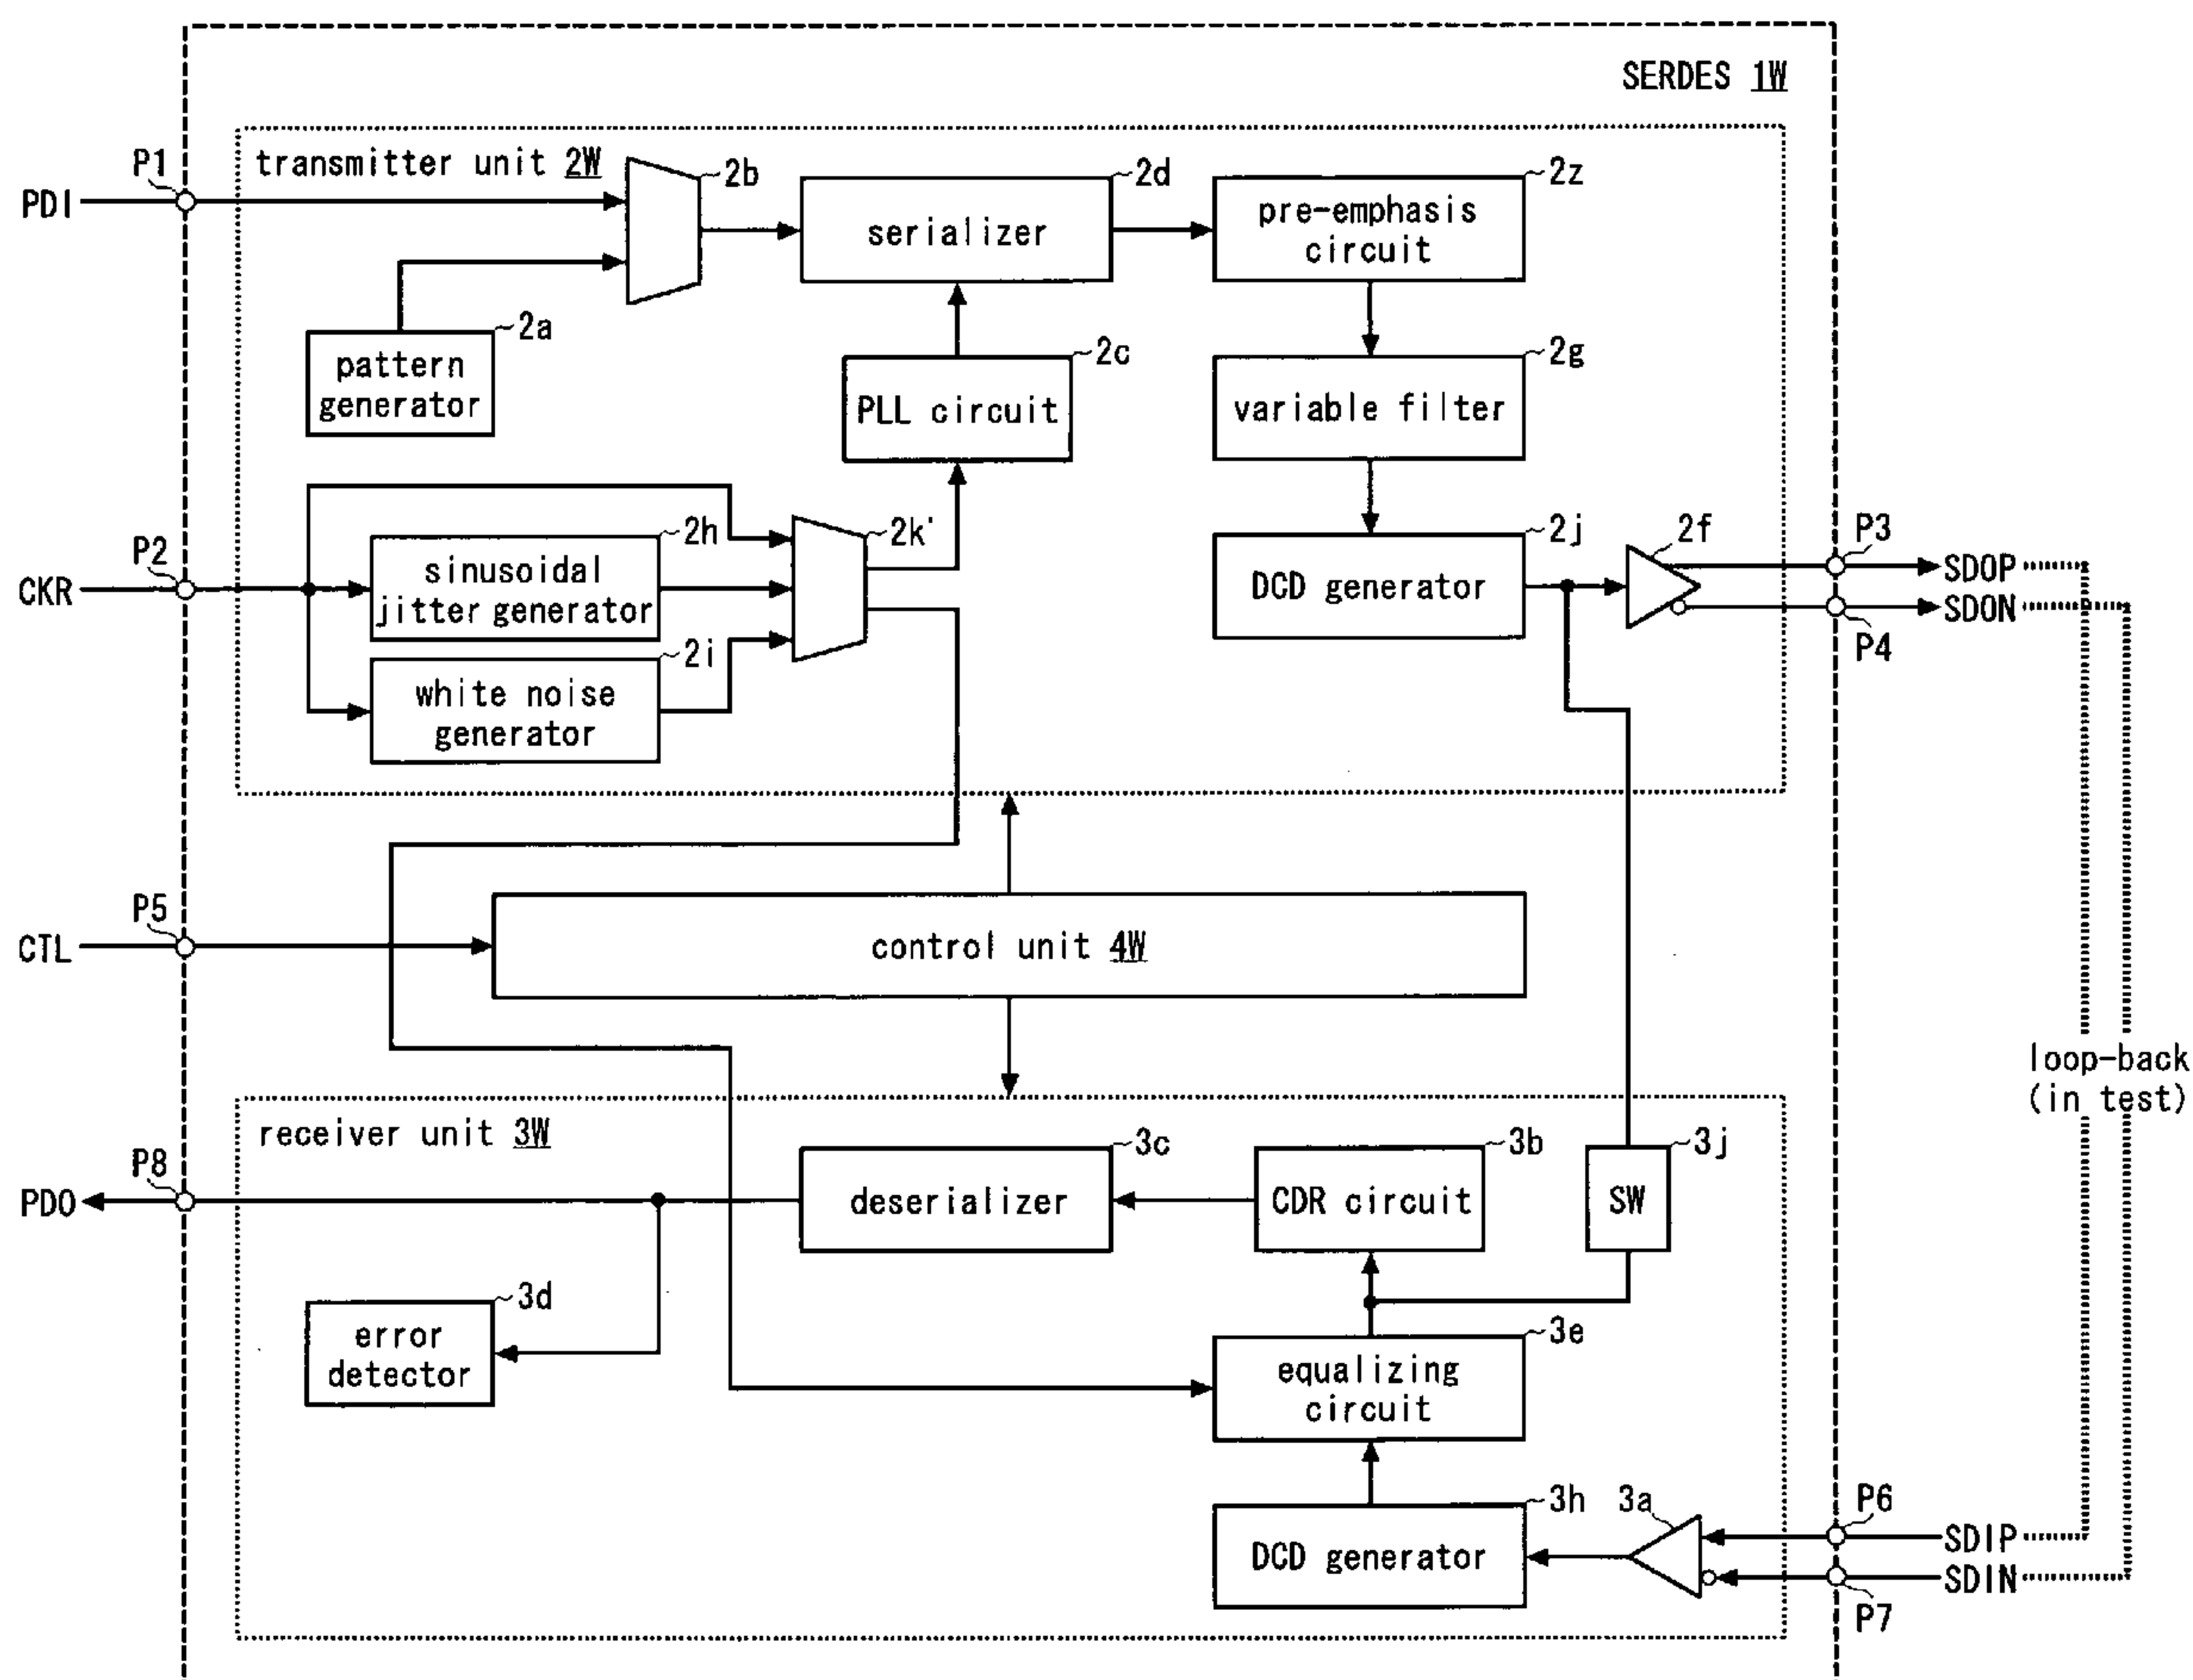 SERDES 1W
transmitter unit 2W
P1
PDI
2b
2d
serializer
2z
pre-emphasis
circuit
2a
pattern
generator
2c
PLL circuit
2g
variable filter
P2
CKR
2h
sinusoidal
jitter generator
2k'
2i
white noise
generator
2j
DCD generator
2f
P3
SDOP
SDON
P4
P5
CTL
control unit 4W
loop-back
(in test)
receiver unit 3W
P8
PDO
3c
deserializer
3b
CDR circuit
3j
SW
3d
error
detector
3e
equalizing
circuit
3h
DCD generator
3a
P6
SDIP
SDIN
P7